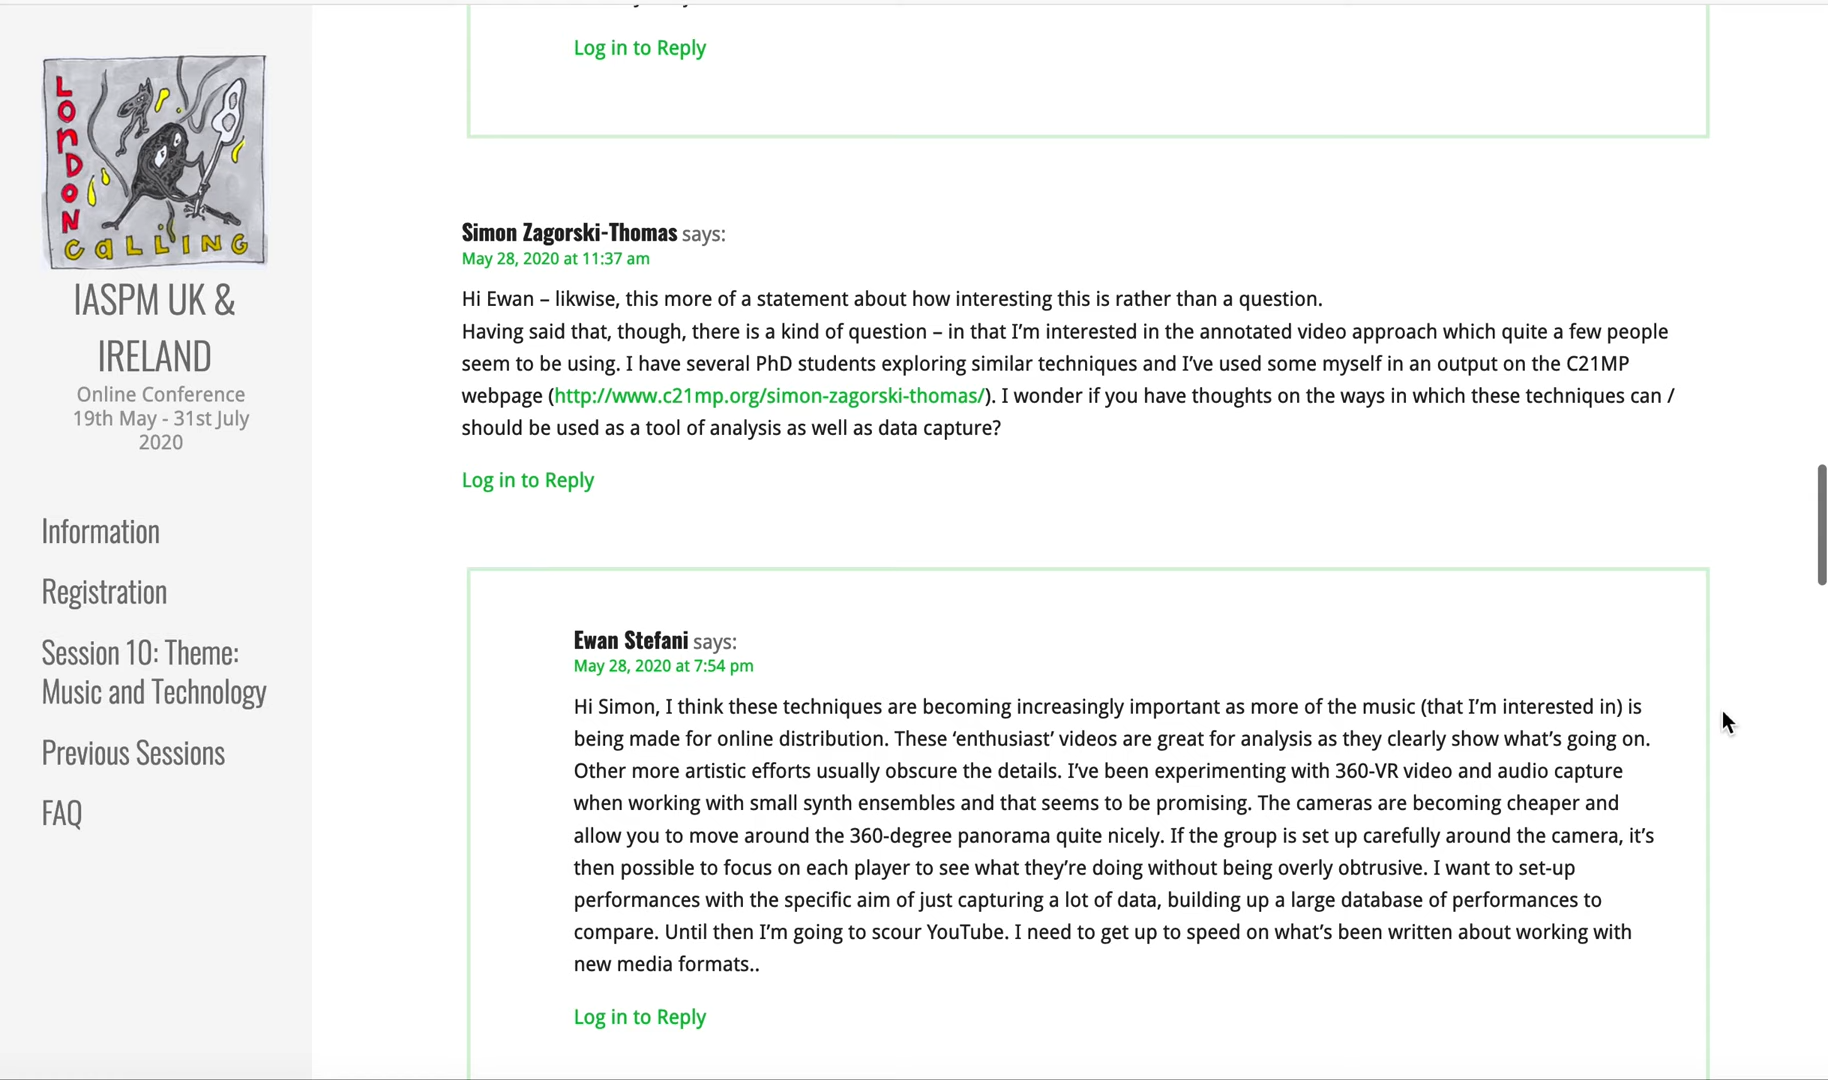 Log in to Reply
LonDON
CaLLING
IASPM UK &
IRELAND
Online Conference
19th May - 31st July
2020
Information
Registration
Session 10: Theme:
Music and Technology
Previous Sessions
FAQ
Simon Zagorski-Thomas says:
May 28, 2020 at 11:37 am
Hi Ewan – likwise, this more of a statement about how interesting this is rather than a question.
Having said that, though, there is a kind of question – in that I’m interested in the annotated video approach which quite a few people
seem to be using. I have several PhD students exploring similar techniques and I’ve used some myself in an output on the C21MP
webpage (http://www.c21mp.org/simon-zagorski-thomas/). I wonder if you have thoughts on the ways in which these techniques can /
should be used as a tool of analysis as well as data capture?
Log in to Reply
Ewan Stefani says:
May 28, 2020 at 7:54 pm
Hi Simon, I think these techniques are becoming increasingly important as more of the music (that I’m interested in) is
being made for online distribution. These ‘enthusiast’ videos are great for analysis as they clearly show what’s going on.
Other more artistic efforts usually obscure the details. I’ve been experimenting with 360-VR video and audio capture
when working with small synth ensembles and that seems to be promising. The cameras are becoming cheaper and
allow you to move around the 360-degree panorama quite nicely. If the group is set up carefully around the camera, it’s
then possible to focus on each player to see what they’re doing without being overly obtrusive. I want to set-up
performances with the specific aim of just capturing a lot of data, building up a large database of performances to
compare. Until then I’m going to scour YouTube. I need to get up to speed on what’s been written about working with
new media formats..
Log in to Reply